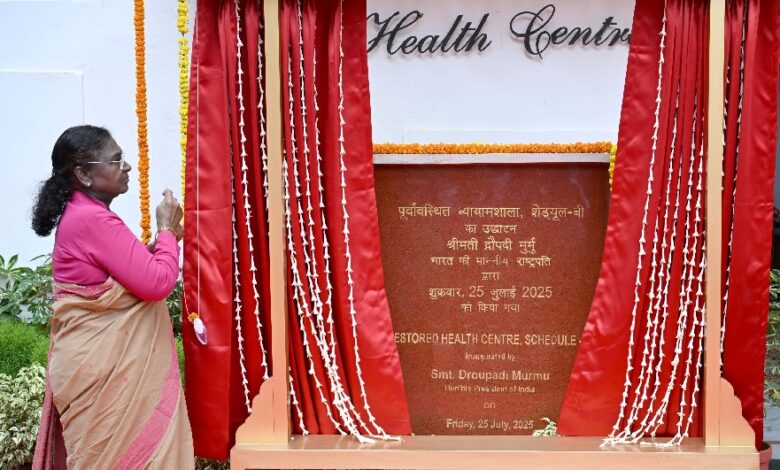 Health Centre
पूर्वावस्थित व्यायामशाला, शेड्यूल-बी
का उद्घाटन
श्रीमती द्रौपदी मुर्मु
भारत की माननीय राष्ट्रपति
द्वारा
शुक्रवार, 25 जुलाई 2025
को किया गया
ESTORED HEALTH CENTRE, SCHEDULE -
Inaugurated by
Smt. Droupadi Murmu
Hon'ble President of India
on
Friday, 25 July, 2025